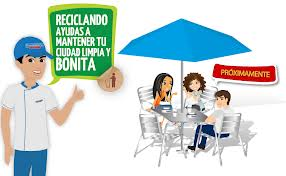 RECICLANDO
AYUDAS A
MANTENER TU
CIUDAD LIMPIA Y
BONITA
PRÓXIMAMENTE